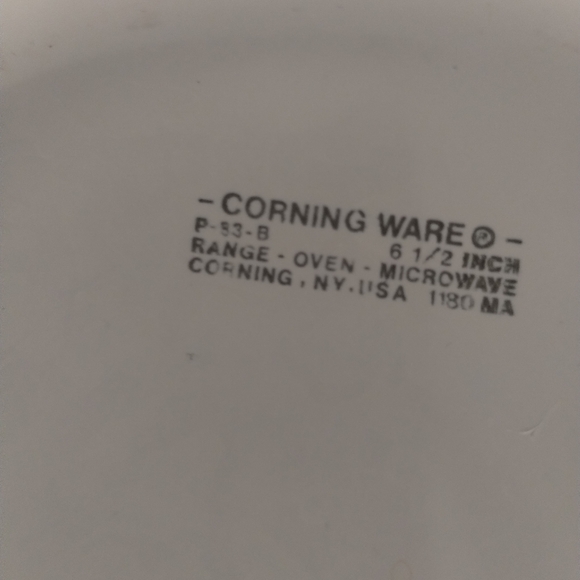 - CORNING WARE ® -
P-83-B 6 1/2 INCH
RANGE - OVEN - MICROWAVE
CORNING, NY. USA 1180 MA